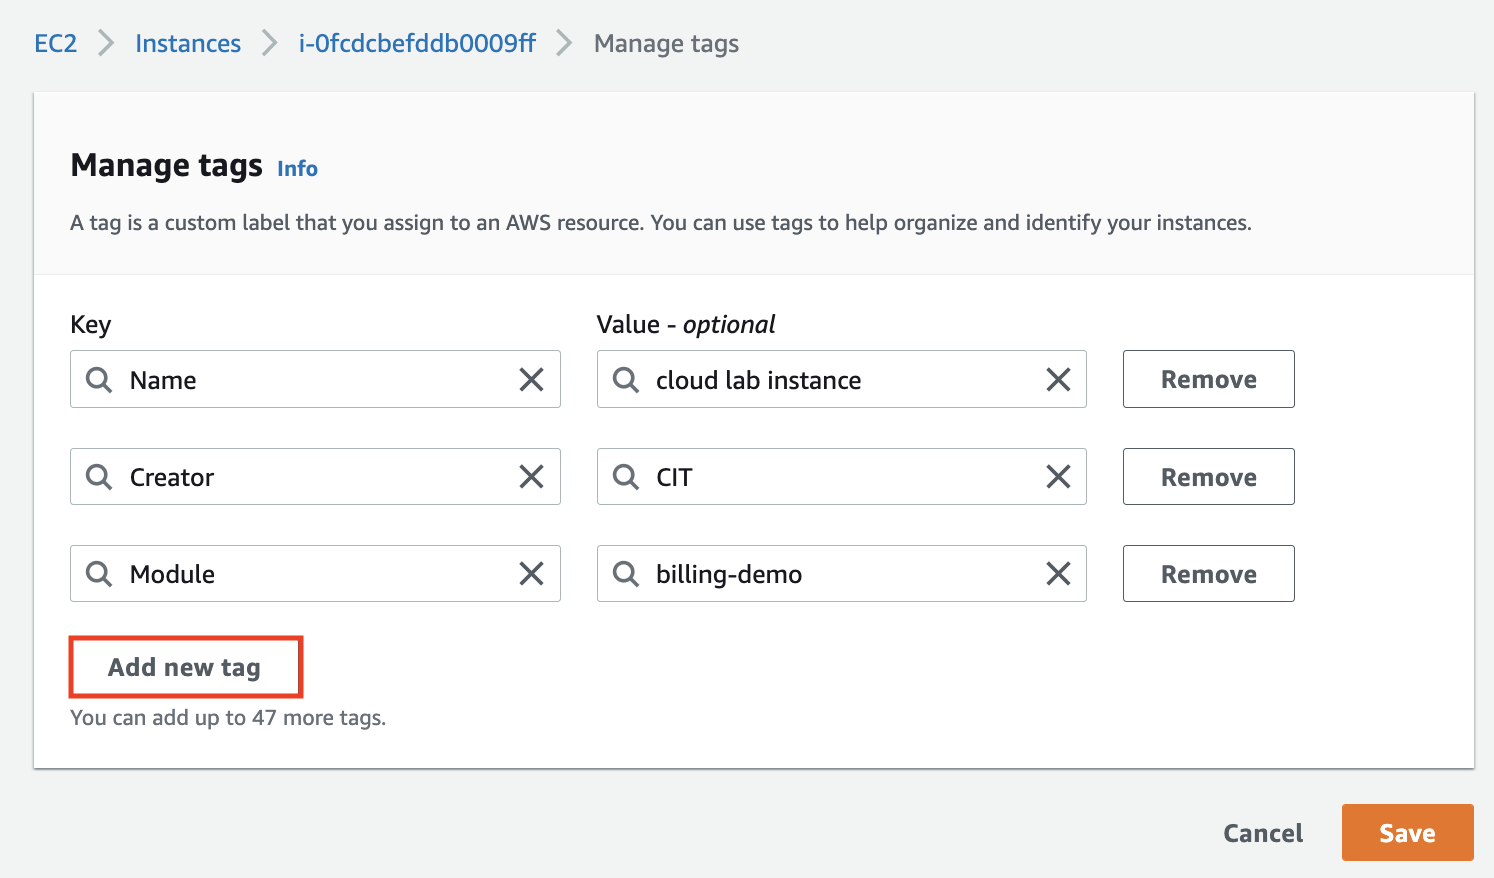 EC2 > Instances > i-0fcdcbefddb0009ff > Manage tags
Manage tags Info
A tag is a custom label that you assign to an AWS resource. You can use tags to help organize and identify your instances.
Key Value - optional
Name cloud lab instance Remove
Creator CIT Remove
Module billing-demo Remove
Add new tag
You can add up to 47 more tags.
Cancel Save